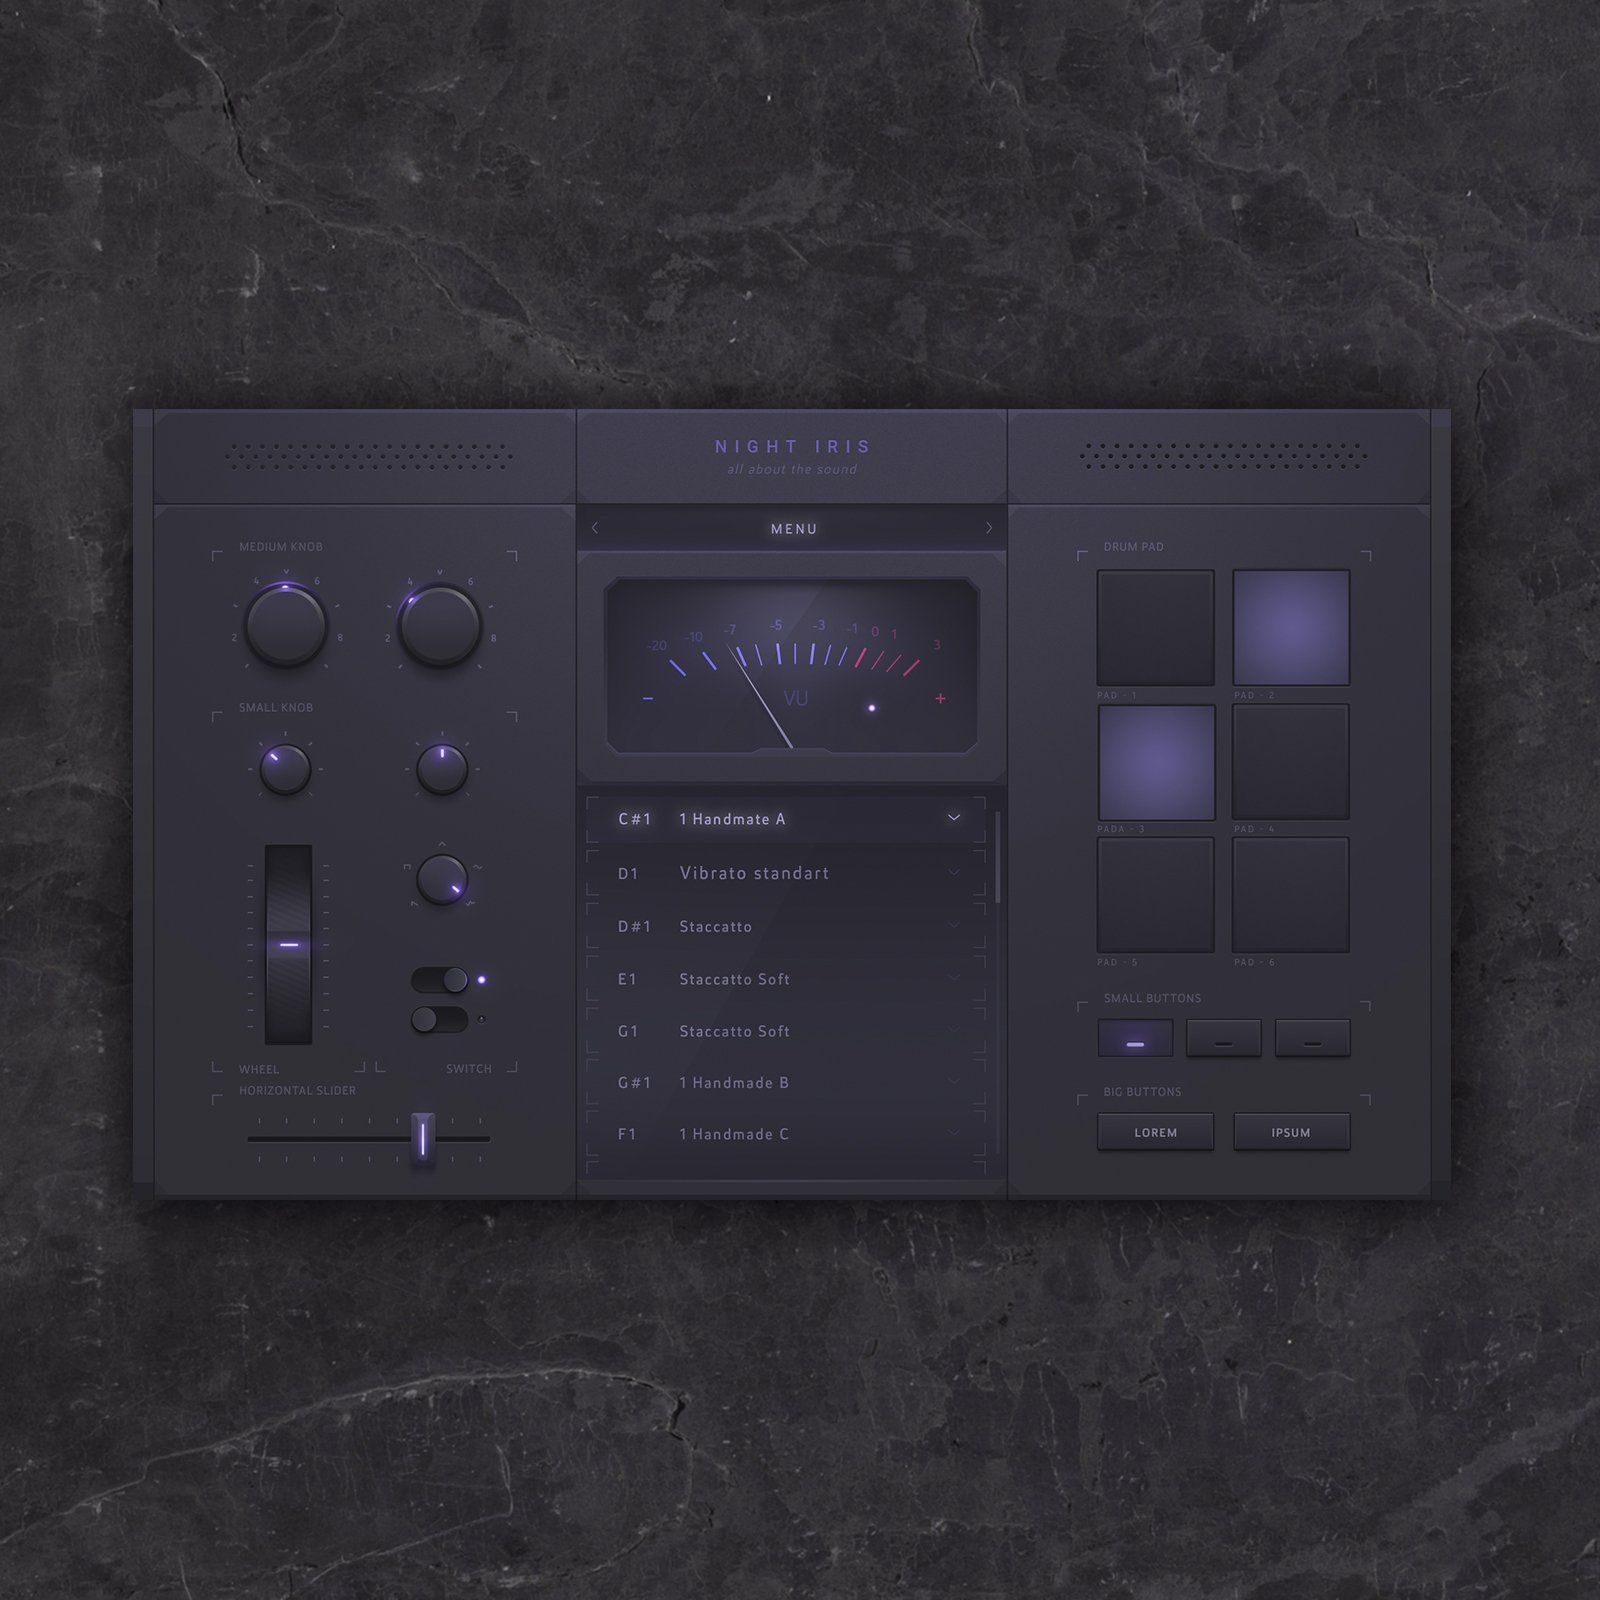 NIGHT IRIS
all about the sound
MEDIUM KNOB
4 6
2 8
4 6
2 8
SMALL KNOB
WHEEL
SWITCH
HORIZONTAL SLIDER
MENU
-20 -10 -7 -5 -3 -1 0 1 3
− VU +
C#1 1 Handmate A
D1 Vibrato standart
D#1 Staccatto
E1 Staccatto Soft
G1 Staccatto Soft
G#1 1 Handmade B
F1 1 Handmade C
DRUM PAD
PAD - 1 PAD - 2
PADA - 3 PAD - 4
PAD - 5 PAD - 6
SMALL BUTTONS
BIG BUTTONS
LOREM IPSUM